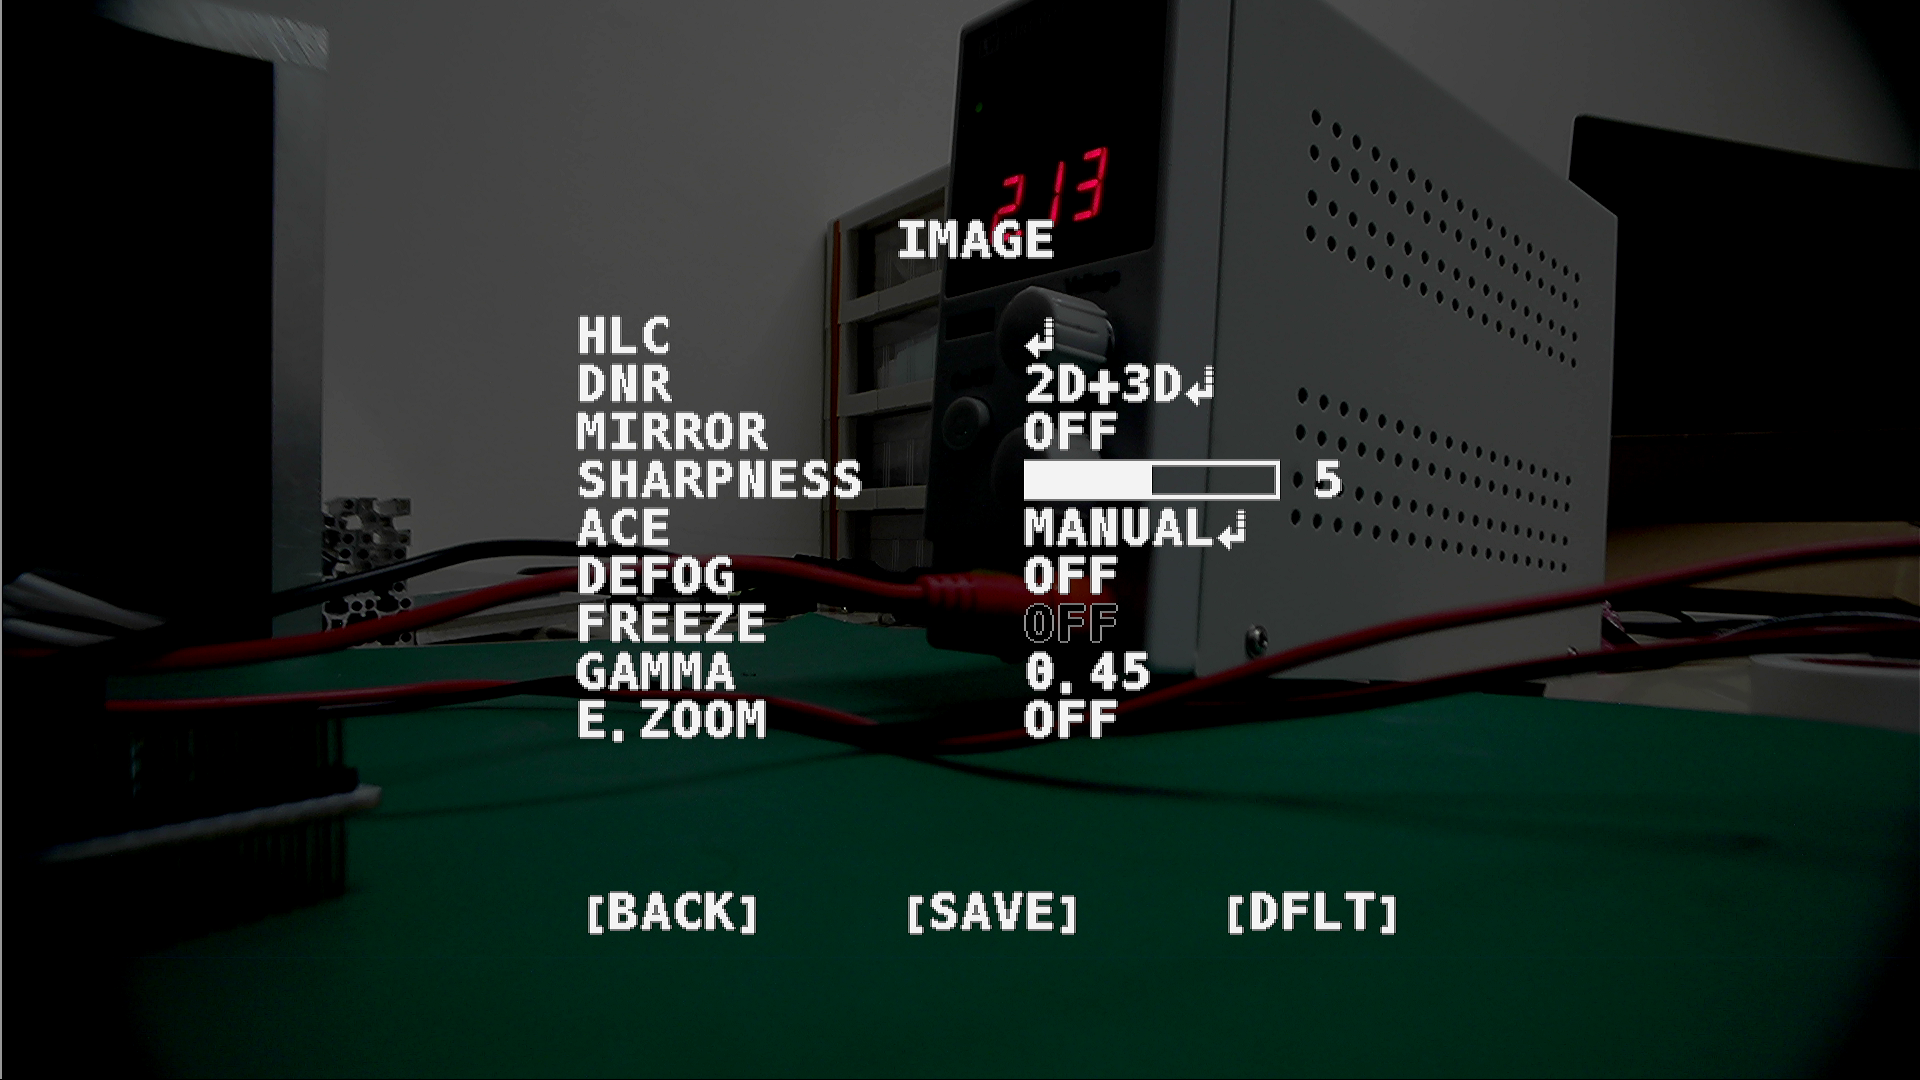 213
IMAGE
HLC ↲
DNR 2D+3D↲
MIRROR OFF
SHARPNESS 5
ACE MANUAL↲
DEFOG OFF
FREEZE OFF
GAMMA 0.45
E.ZOOM OFF
[BACK] [SAVE] [DFLT]